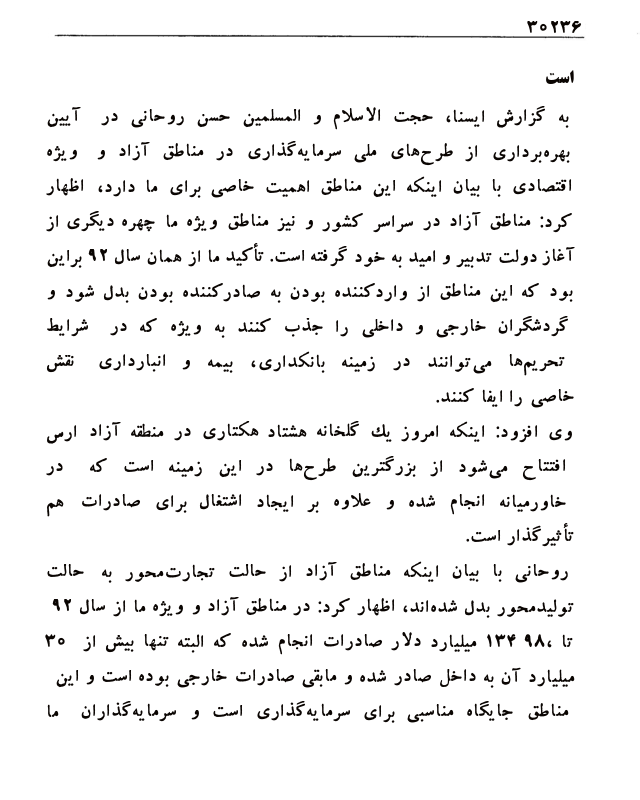 ۳۰۲۳۶
است
به گزارش ایسنا، حجت الاسلام و المسلمین حسن روحانی در آیین
بهره‌برداری از طرح‌های ملی سرمایه‌گذاری در مناطق آزاد و ویژه
اقتصادی با بیان اینکه این مناطق اهمیت خاصی برای ما دارد، اظهار
کرد: مناطق آزاد در سراسر کشور و نیز مناطق ویژه ما چهره دیگری از
آغاز دولت تدبیر و امید به خود گرفته است. تأکید ما از همان سال ۹۲ براین
بود که این مناطق از واردکننده بودن به صادرکننده بودن بدل شود و
گردشگران خارجی و داخلی را جذب کنند به ویژه که در شرایط
تحریم‌ها می‌توانند در زمینه بانکداری، بیمه و انبارداری نقش
خاصی را ایفا کنند.
وی افزود: اینکه امروز یك گلخانه هشتاد هکتاری در منطقه آزاد ارس
افتتاح می‌شود از بزرگترین طرح‌ها در این زمینه است که در
خاورمیانه انجام شده و علاوه بر ایجاد اشتغال برای صادرات هم
تأثیرگذار است.
روحانی با بیان اینکه مناطق آزاد از حالت تجارت‌محور به حالت
تولیدمحور بدل شده‌اند، اظهار کرد: در مناطق آزاد و ویژه ما از سال ۹۲
تا ۹۸، ۱۳۴ میلیارد دلار صادرات انجام شده که البته تنها بیش از ۳۰
میلیارد آن به داخل صادر شده و مابقی صادرات خارجی بوده است و این
مناطق جایگاه مناسبی برای سرمایه‌گذاری است و سرمایه‌گذاران ما